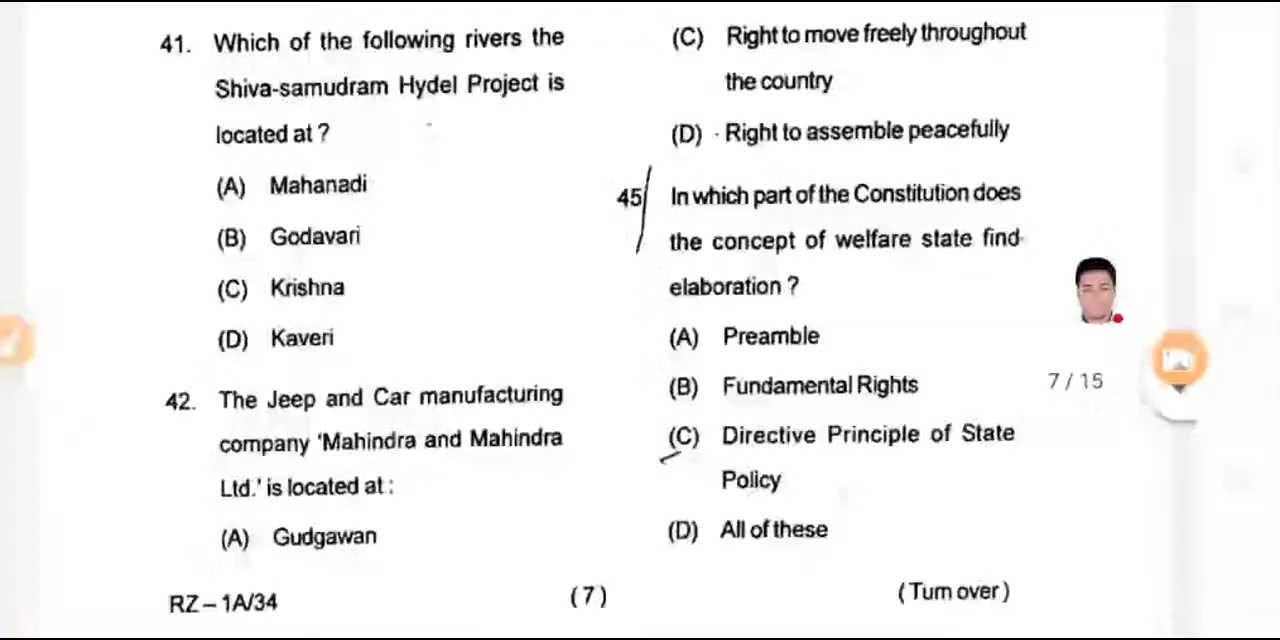 41. Which of the following rivers the
Shiva-samudram Hydel Project is
located at ?
(A) Mahanadi
(B) Godavari
(C) Krishna
(D) Kaveri
42. The Jeep and Car manufacturing
company 'Mahindra and Mahindra
Ltd.' is located at :
(A) Gudgawan
(C) Right to move freely throughout
the country
(D) Right to assemble peacefully
45 In which part of the Constitution does
the concept of welfare state find
elaboration ?
(A) Preamble
(B) Fundamental Rights
(C) Directive Principle of State
Policy
(D) All of these
7 / 15
RZ – 1A/34
(7)
(Turn over)